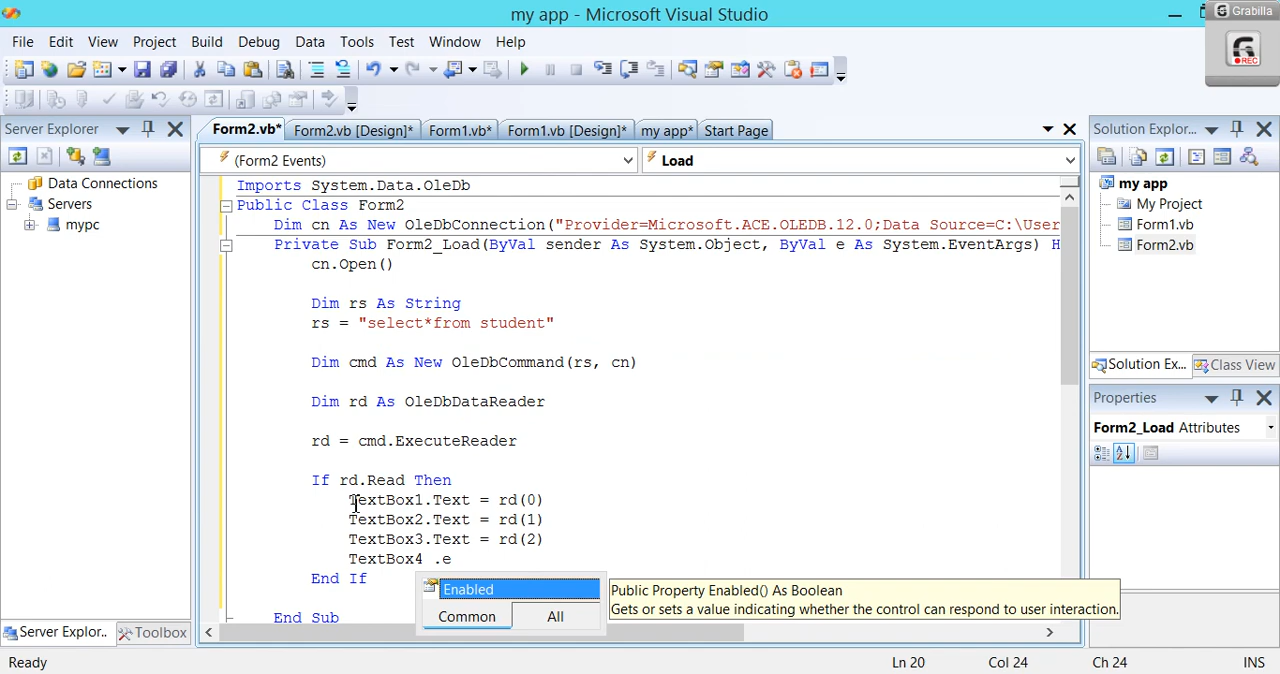 my app - Microsoft Visual Studio
Grabilla
File Edit View Project Build Debug Data Tools Test Window Help
REC
Server Explorer
Form2.vb* Form2.vb [Design]* Form1.vb* Form1.vb [Design]* my app* Start Page
Solution Explor...
(Form2 Events) Load
Data Connections
Servers
mypc
Imports System.Data.OleDb
Public Class Form2
Dim cn As New OleDbConnection("Provider=Microsoft.ACE.OLEDB.12.0;Data Source=C:\User
Private Sub Form2_Load(ByVal sender As System.Object, ByVal e As System.EventArgs) H
cn.Open()
Dim rs As String
rs = "select*from student"
Dim cmd As New OleDbCommand(rs, cn)
Dim rd As OleDbDataReader
rd = cmd.ExecuteReader
If rd.Read Then
TextBox1.Text = rd(0)
TextBox2.Text = rd(1)
TextBox3.Text = rd(2)
TextBox4 .e
End If
End Sub
Enabled
Common All
Public Property Enabled() As Boolean
Gets or sets a value indicating whether the control can respond to user interaction.
my app
My Project
Form1.vb
Form2.vb
Solution Ex... Class View
Properties
Form2_Load Attributes
Server Explor.. Toolbox
Ready Ln 20 Col 24 Ch 24 INS